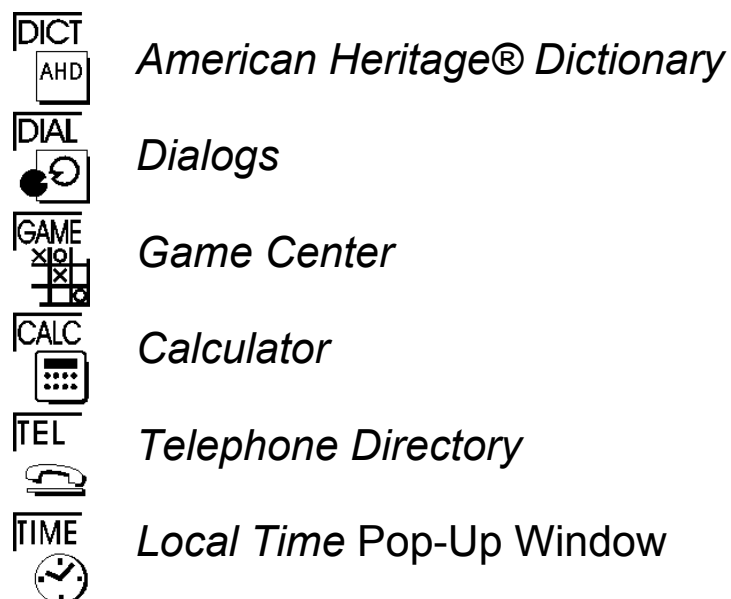 DICT
AHD
American Heritage® Dictionary
DIAL
Dialogs
GAME
Game Center
CALC
Calculator
TEL
Telephone Directory
TIME
Local Time Pop-Up Window